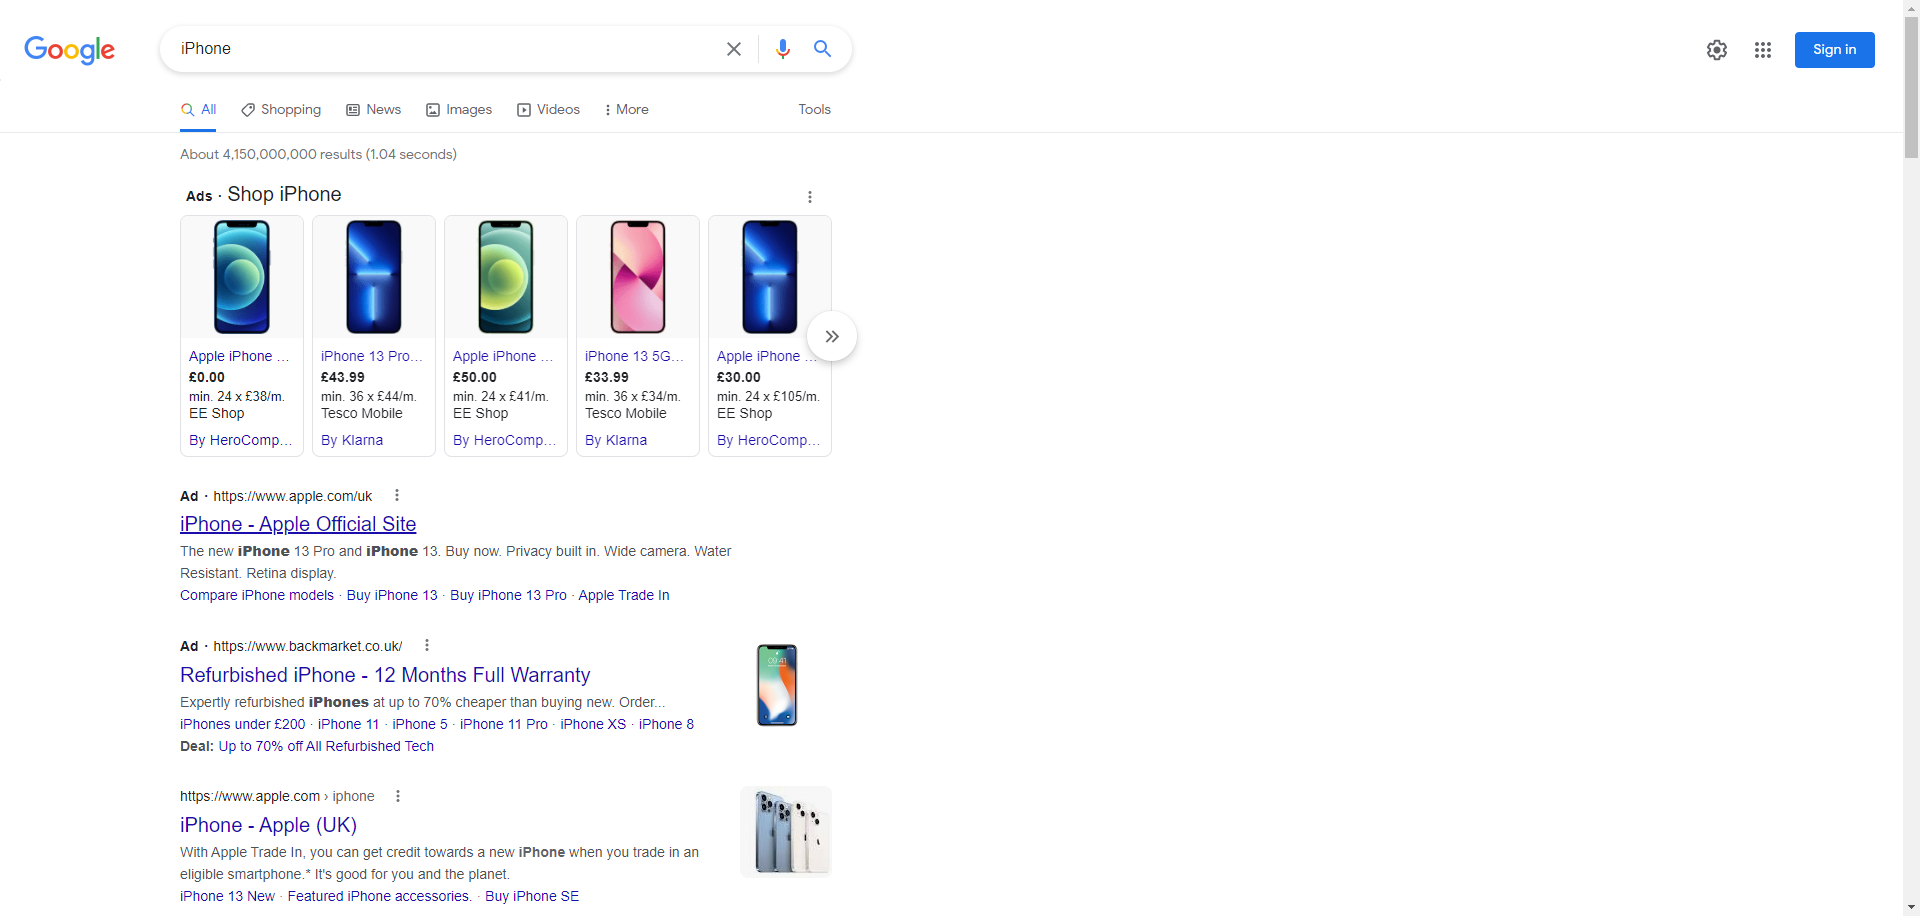 Google
iPhone
Sign in
All
Shopping
News
Images
Videos
More
Tools
About 4,150,000,000 results (1.04 seconds)
Ads · Shop iPhone
Apple iPhone ...
£0.00
min. 24 x £38/m.
EE Shop
By HeroComp...
iPhone 13 Pro...
£43.99
min. 36 x £44/m.
Tesco Mobile
By Klarna
Apple iPhone ...
£50.00
min. 24 x £41/m.
EE Shop
By HeroComp...
iPhone 13 5G...
£33.99
min. 36 x £34/m.
Tesco Mobile
By Klarna
Apple iPhone ...
£30.00
min. 24 x £105/m.
EE Shop
By HeroComp...
Ad · https://www.apple.com/uk
iPhone - Apple Official Site
The new iPhone 13 Pro and iPhone 13. Buy now. Privacy built in. Wide camera. Water
Resistant. Retina display.
Compare iPhone models · Buy iPhone 13 · Buy iPhone 13 Pro · Apple Trade In
Ad · https://www.backmarket.co.uk/
Refurbished iPhone - 12 Months Full Warranty
Expertly refurbished iPhones at up to 70% cheaper than buying new. Order...
iPhones under £200 · iPhone 11 · iPhone 5 · iPhone 11 Pro · iPhone XS · iPhone 8
Deal: Up to 70% off All Refurbished Tech
09:41
https://www.apple.com › iphone
iPhone - Apple (UK)
With Apple Trade In, you can get credit towards a new iPhone when you trade in an
eligible smartphone.* It's good for you and the planet.
iPhone 13 New · Featured iPhone accessories. · Buy iPhone SE